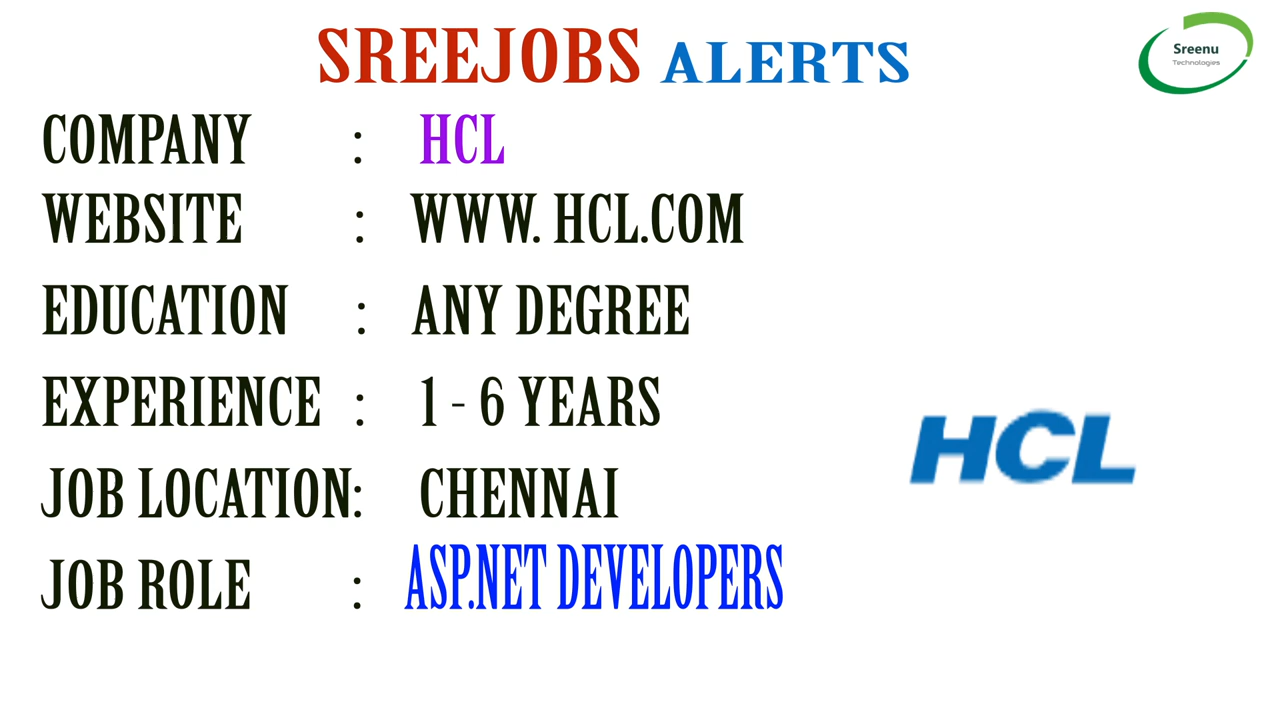 SREEJOBS ALERTS
Sreenu
Technologies
COMPANY : HCL
WEBSITE : WWW. HCL.COM
EDUCATION : ANY DEGREE
EXPERIENCE : 1 - 6 YEARS
HCL
JOB LOCATION: CHENNAI
JOB ROLE : ASP.NET DEVELOPERS